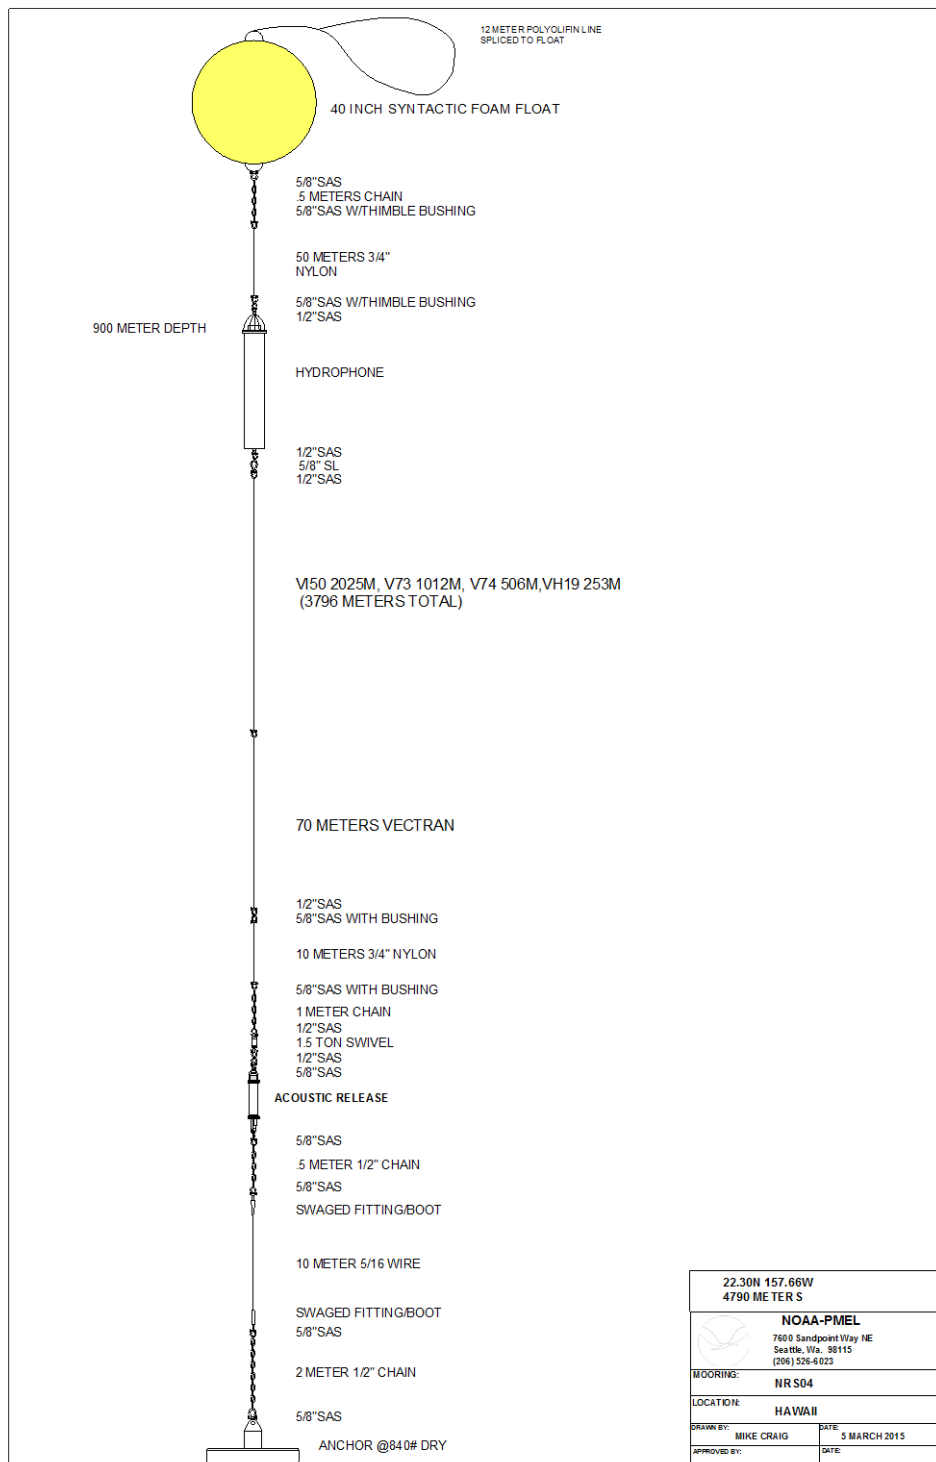 12 METER POLYOLIFIN LINE
SPLICED TO FLOAT
40 INCH SYNTACTIC FOAM FLOAT
5/8"SAS
.5 METERS CHAIN
5/8"SAS W/THIMBLE BUSHING
50 METERS 3/4"
NYLON
5/8"SAS W/THIMBLE BUSHING
1/2"SAS
900 METER DEPTH
HYDROPHONE
1/2"SAS
5/8" SL
1/2"SAS
VI50 2025M, V73 1012M, V74 506M,VH19 253M
(3796 METERS TOTAL)
70 METERS VECTRAN
1/2"SAS
5/8"SAS WITH BUSHING
10 METERS 3/4" NYLON
5/8"SAS WITH BUSHING
1 METER CHAIN
1/2"SAS
1.5 TON SWIVEL
1/2"SAS
5/8"SAS
ACOUSTIC RELEASE
5/8"SAS
.5 METER 1/2" CHAIN
5/8"SAS
SWAGED FITTING/BOOT
10 METER 5/16 WIRE
SWAGED FITTING/BOOT
5/8"SAS
2 METER 1/2" CHAIN
5/8"SAS
ANCHOR @840# DRY
22.30N 157.66W
4790 METERS
NOAA-PMEL
7600 Sandpoint Way NE
Seattle, Wa. 98115
(206) 526-6023
MOORING: NRS04
LOCATION: HAWAII
DRAWN BY: MIKE CRAIG DATE: 5 MARCH 2015
APPROVED BY: DATE: